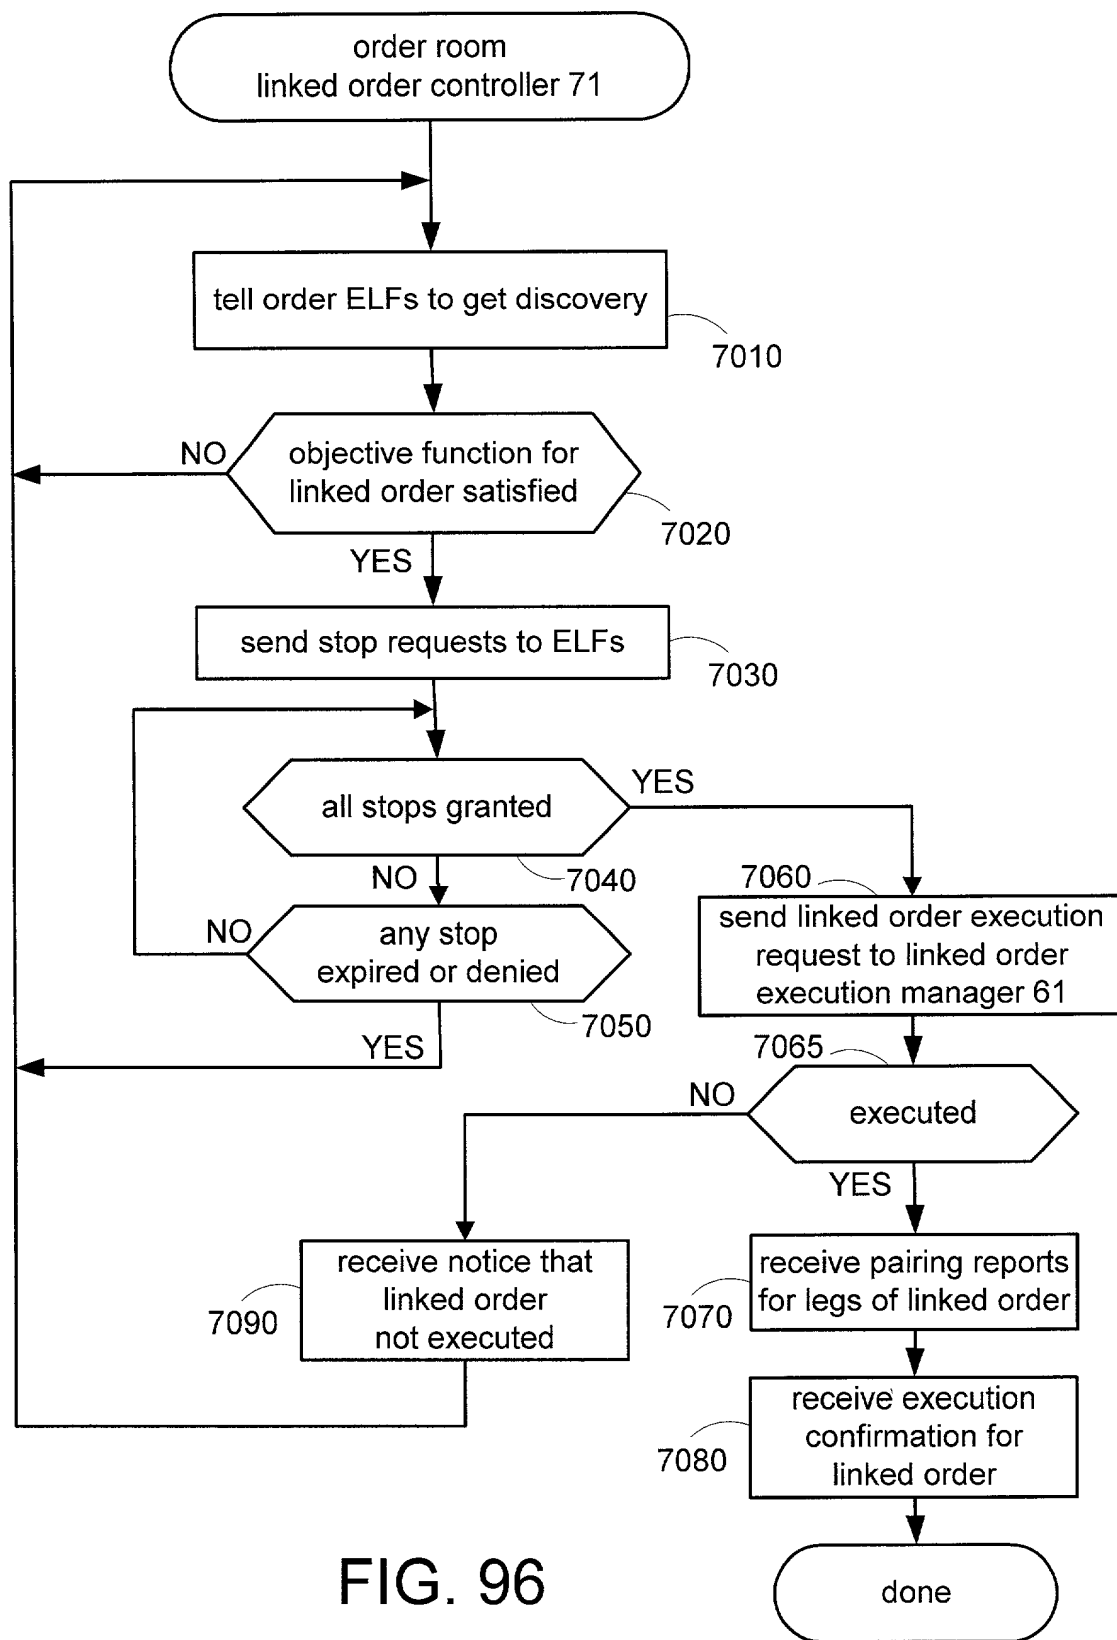 order room
linked order controller 71
tell order ELFs to get discovery
7010
NO
objective function for
linked order satisfied
7020
YES
send stop requests to ELFs
7030
all stops granted
YES
7040
NO
NO
any stop
expired or denied
7050
YES
7060
send linked order execution
request to linked order
execution manager 61
7065
NO
executed
YES
receive notice that
linked order
not executed
7090
receive pairing reports
for legs of linked order
7070
receive execution
confirmation for
linked order
7080
done
FIG. 96